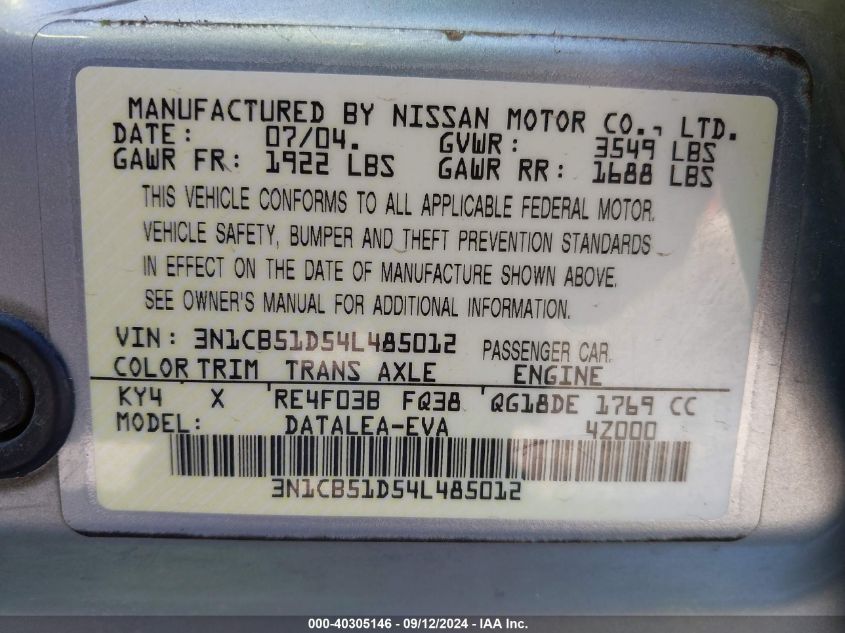 MANUFACTURED BY NISSAN MOTOR CO., LTD.
DATE: 07/04. GVWR: 3549 LBS
GAWR FR: 1922 LBS GAWR RR: 1688 LBS
THIS VEHICLE CONFORMS TO ALL APPLICABLE FEDERAL MOTOR.
VEHICLE SAFETY, BUMPER AND THEFT PREVENTION STANDARDS
IN EFFECT ON THE DATE OF MANUFACTURE SHOWN ABOVE.
SEE OWNER'S MANUAL FOR ADDITIONAL INFORMATION.
VIN: 3N1CB51D54L485012 PASSENGER CAR
COLOR TRIM TRANS AXLE ENGINE
KY4 X RE4F03B FQ38 QG18DE 1769 CC
MODEL: DATALEA-EVA 4Z000
3N1CB51D54L485012
000-40305146 - 09/12/2024 - IAA Inc.